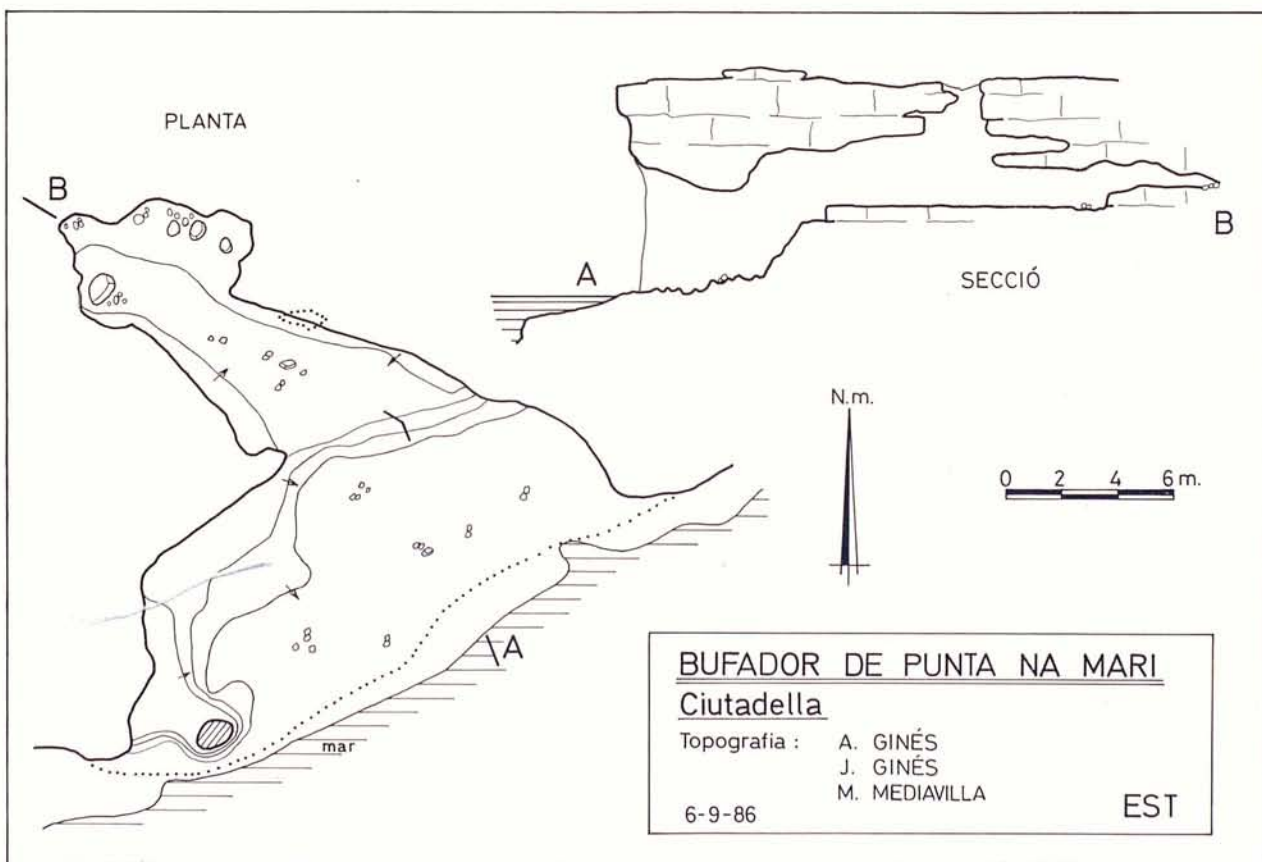 PLANTA
B
A
B
SECCIÓ
N.m.
0 2 4 6 m.
A
mar
BUFADOR DE PUNTA NA MARI
Ciutadella
Topografia : A. GINÉS
J. GINÉS
M. MEDIAVILLA
6-9-86
EST